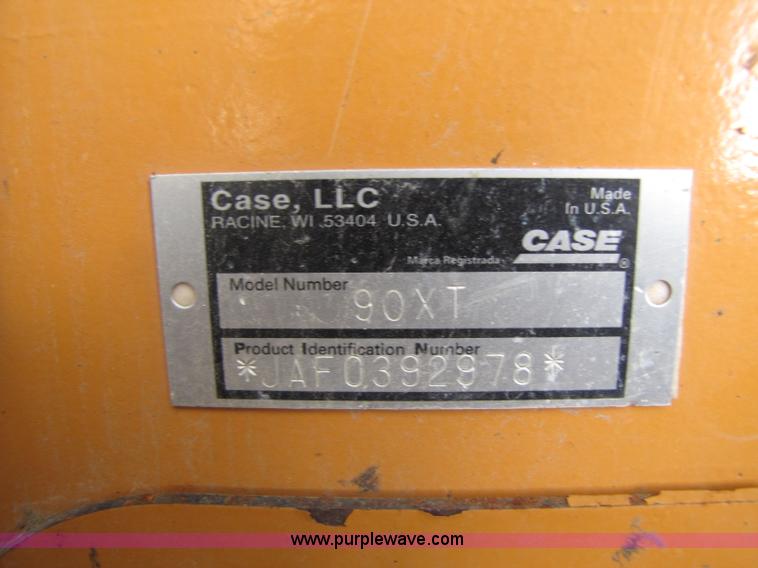 Case, LLC
RACINE, WI 53404 U.S.A.
Made
In U.S.A.
CASE
Marca Registrada ®
Model Number
90XT
Product Identification Number
*JAF0392978*
www.purplewave.com